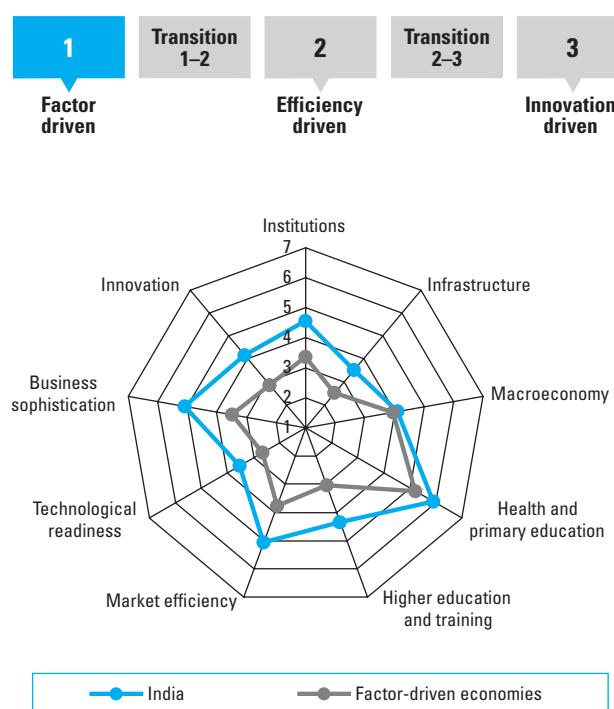 1
Transition
1–2
2
Transition
2–3
3
Factor
driven
Efficiency
driven
Innovation
driven
Institutions
7
6
5
4
3
2
1
Innovation
Infrastructure
Business
sophistication
Macroeconomy
Technological
readiness
Health and
primary education
Market efficiency
Higher education
and training
India
Factor-driven economies